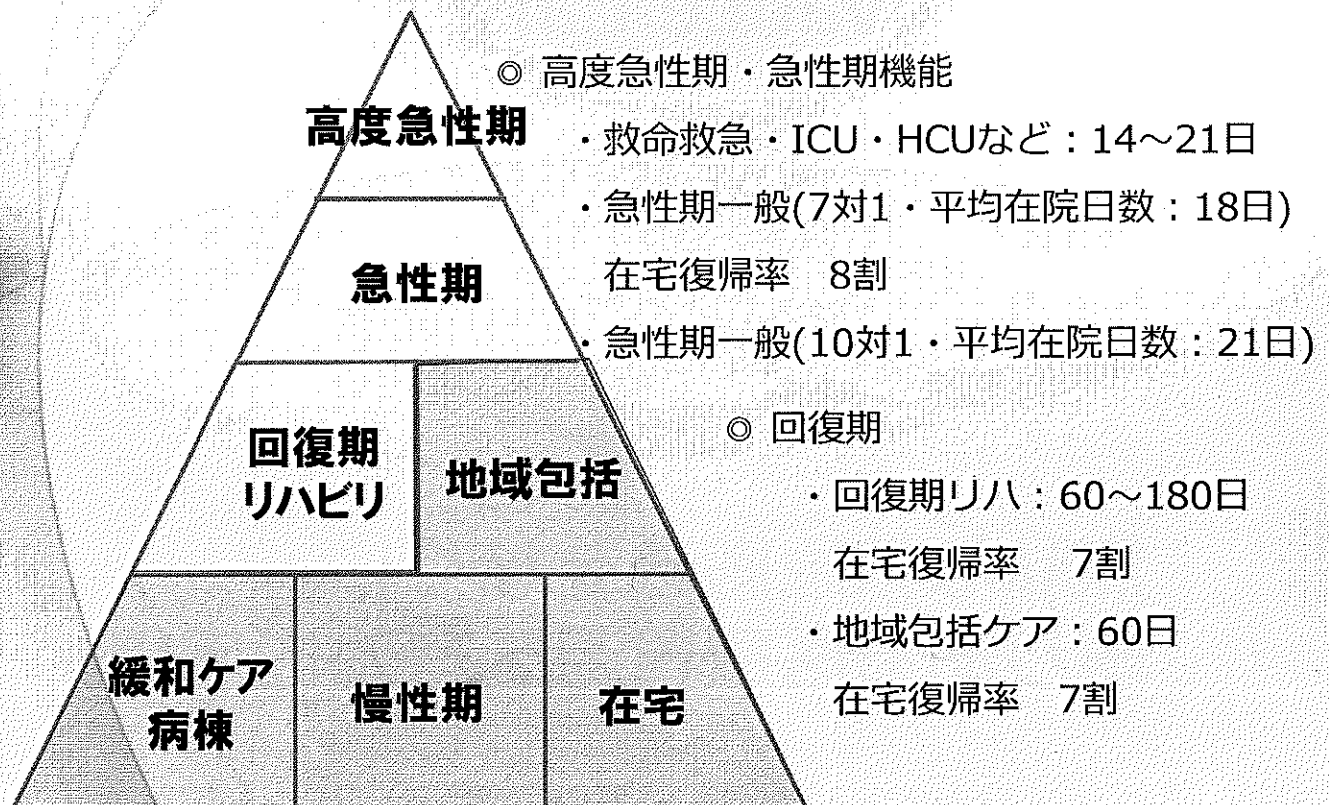 高度急性期
急性期
回復期
リハビリ
地域包括
緩和ケア
病棟
慢性期
在宅
◎ 高度急性期・急性期機能
・救命救急・ICU・HCUなど：14～21日
・急性期一般(7対1・平均在院日数：18日)
在宅復帰率　8割
・急性期一般(10対1・平均在院日数：21日)
◎ 回復期
・回復期リハ：60～180日
在宅復帰率　7割
・地域包括ケア：60日
在宅復帰率　7割